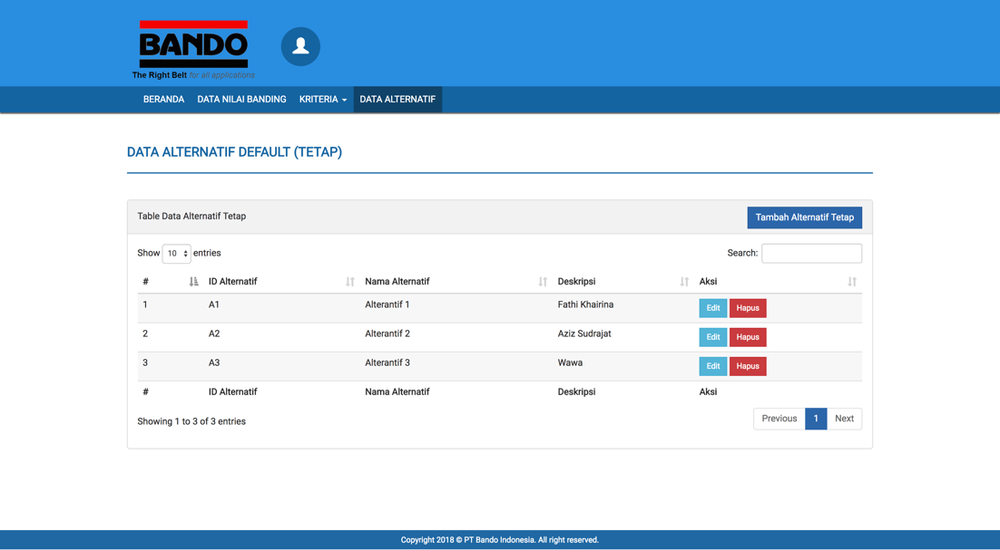 BANDO
The Right Belt for all applications
BERANDA DATA NILAI BANDING KRITERIA DATA ALTERNATIF
DATA ALTERNATIF DEFAULT (TETAP)
Table Data Alternatif Tetap Tambah Alternatif Tetap
Show 10 entries Search:
# ID Alternatif Nama Alternatif Deskripsi Aksi
1 A1 Alterantif 1 Fathi Khairina Edit Hapus
2 A2 Alterantif 2 Aziz Sudrajat Edit Hapus
3 A3 Alterantif 3 Wawa Edit Hapus
# ID Alternatif Nama Alternatif Deskripsi Aksi
Showing 1 to 3 of 3 entries Previous 1 Next
Copyright 2018 © PT Bando Indonesia. All right reserved.